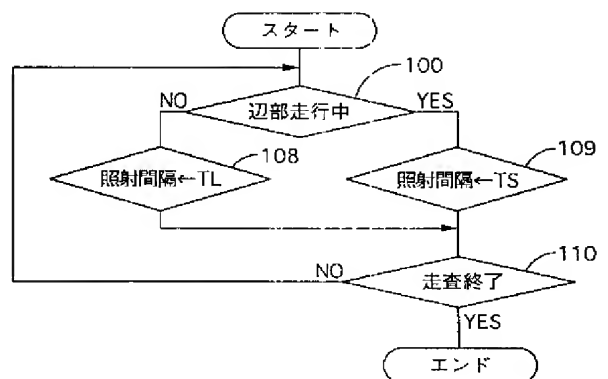 スタート
100
NO
辺部走行中
YES
108
照射間隔←TL
109
照射間隔←TS
110
NO
走査終了
YES
エンド